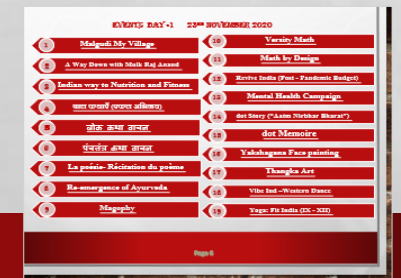 EVENTS DAY-1 23RD NOVEMBER 2020
1 Malgudi My Village
2 A Way Down with Mulk Raj Anand
3 Indian way to Nutrition and Fitness
4
5 लोक कथा वाचन
6 पंचतंत्र कथा वाचन
7 La poésie- Récitation du poème
8 Re-emergence of Ayurveda
9 Magophy
10 Versity Math
11 Math by Design
12 Revive India (Post - Pandemic Budget)
13 Mental Health Campaign
14 dot Story ("Aatm Nirbhar Bharat")
15 dot Memoire
16 Yakshagana Face painting
17 Thangka Art
18 Vibe Ind -Western Dance
19 Yoga: Fit India (IX - XII)
Page 6